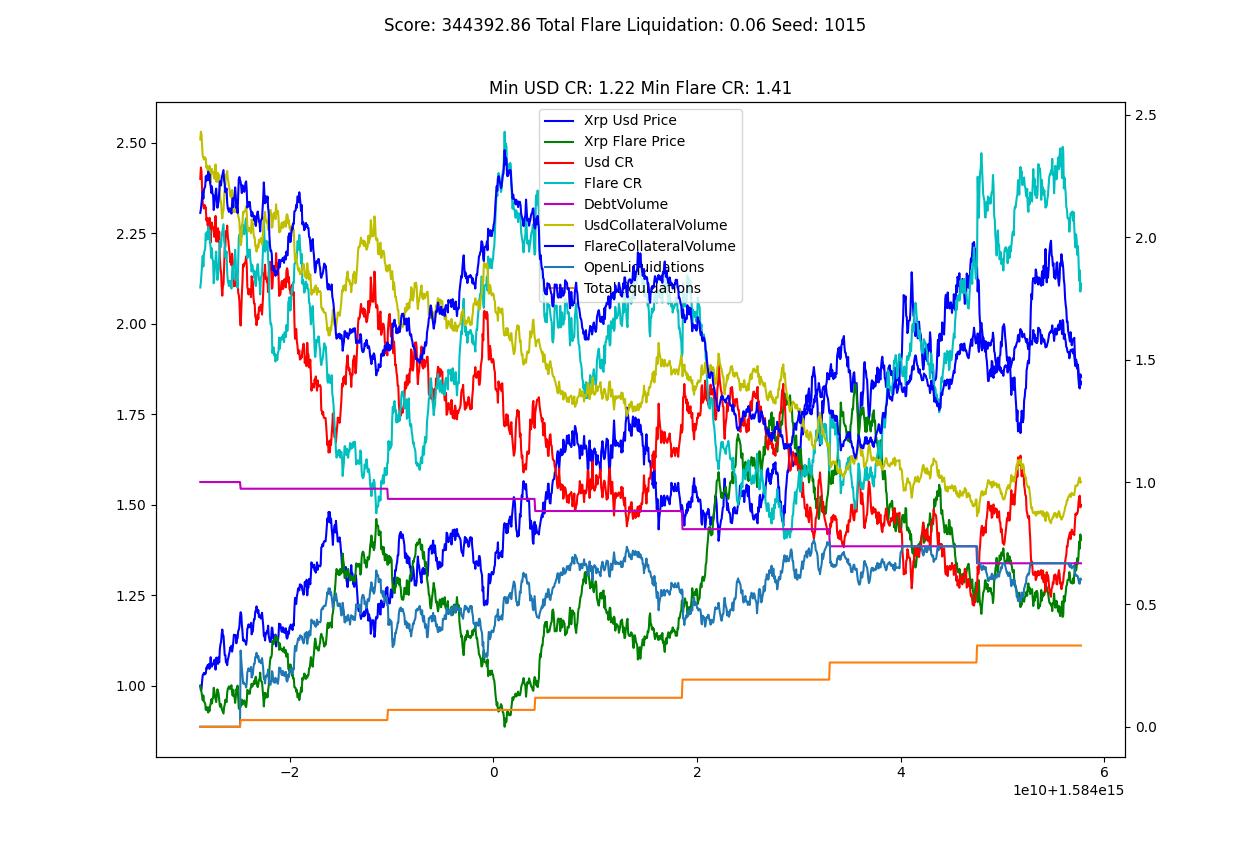 Score: 344392.86 Total Flare Liquidation: 0.06 Seed: 1015
Min USD CR: 1.22 Min Flare CR: 1.41
Xrp Usd Price
Xrp Flare Price
Usd CR
Flare CR
DebtVolume
UsdCollateralVolume
FlareCollateralVolume
OpenLiquidations
TotalLiquidations
2.50
2.25
2.00
1.75
1.50
1.25
1.00
2.5
2.0
1.5
1.0
0.5
0.0
−2
0
2
4
6
1e10+1.584e15